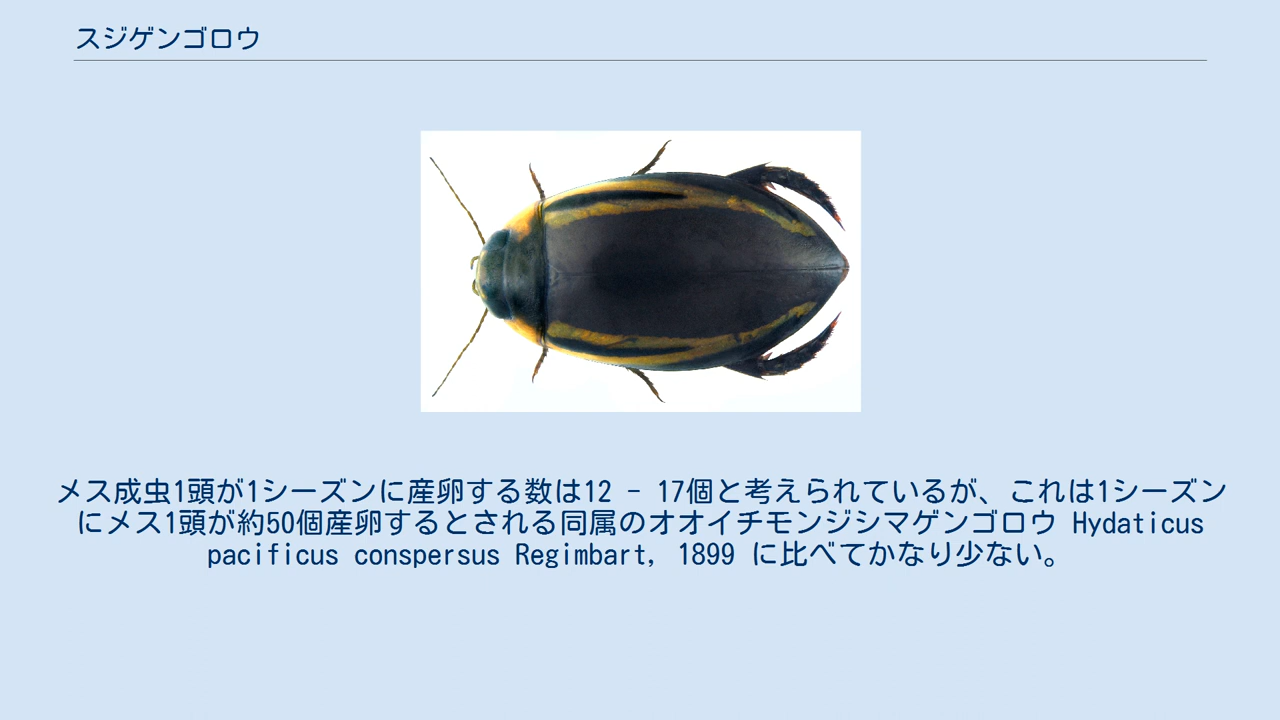 スジゲンゴロウ
メス成虫1頭が1シーズンに産卵する数は12 - 17個と考えられているが、これは1シーズン
にメス1頭が約50個産卵するとされる同属のオオイチモンジシマゲンゴロウ Hydaticus
pacificus conspersus Regimbart, 1899 に比べてかなり少ない。